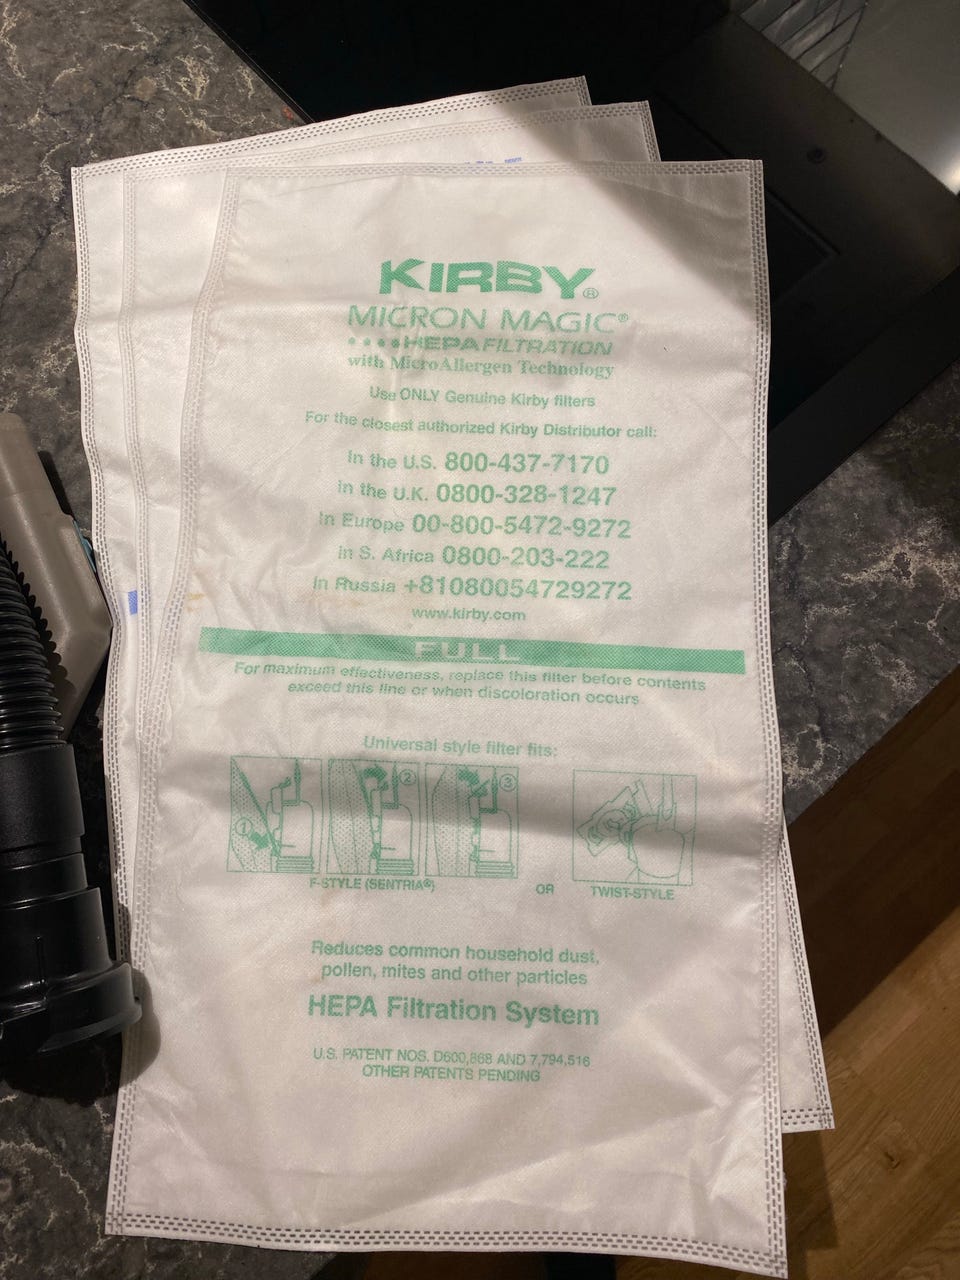 KIRBY®
MICRON MAGIC®
HEPA FILTRATION
with MicroAllergen Technology
Use ONLY Genuine Kirby filters
For the closest authorized Kirby Distributor call:
In the U.S. 800-437-7170
in the U.K. 0800-328-1247
In Europe 00-800-5472-9272
in S. Africa 0800-203-222
in Russia +81080054729272
www.kirby.com
FULL
For maximum effectiveness, replace this filter before contents
exceed this line or when discoloration occurs
Universal style filter fits:
1 2 3
F-STYLE (SENTRIA®) OR TWIST-STYLE
Reduces common household dust,
pollen, mites and other particles
HEPA Filtration System
U.S. PATENT NOS. D600,868 AND 7,794,516
OTHER PATENTS PENDING